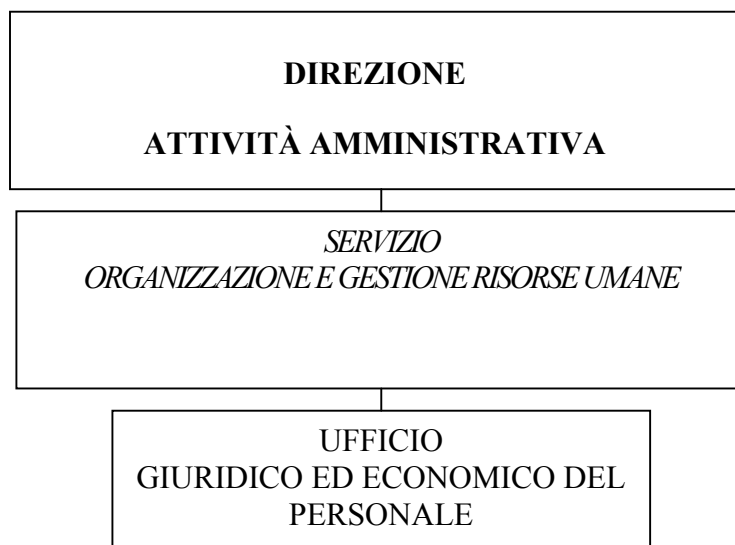 DIREZIONE
ATTIVITÀ AMMINISTRATIVA
SERVIZIO
ORGANIZZAZIONE E GESTIONE RISORSE UMANE
UFFICIO
GIURIDICO ED ECONOMICO DEL
PERSONALE